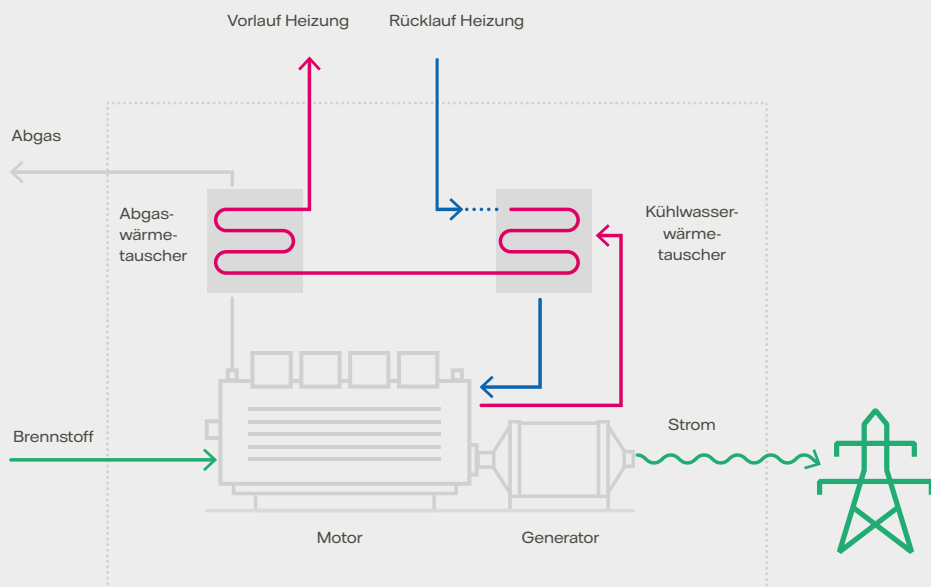 Vorlauf Heizung
Rücklauf Heizung
Abgas
Abgas-
wärme-
tauscher
Kühlwasser-
wärme-
tauscher
Brennstoff
Strom
Motor
Generator